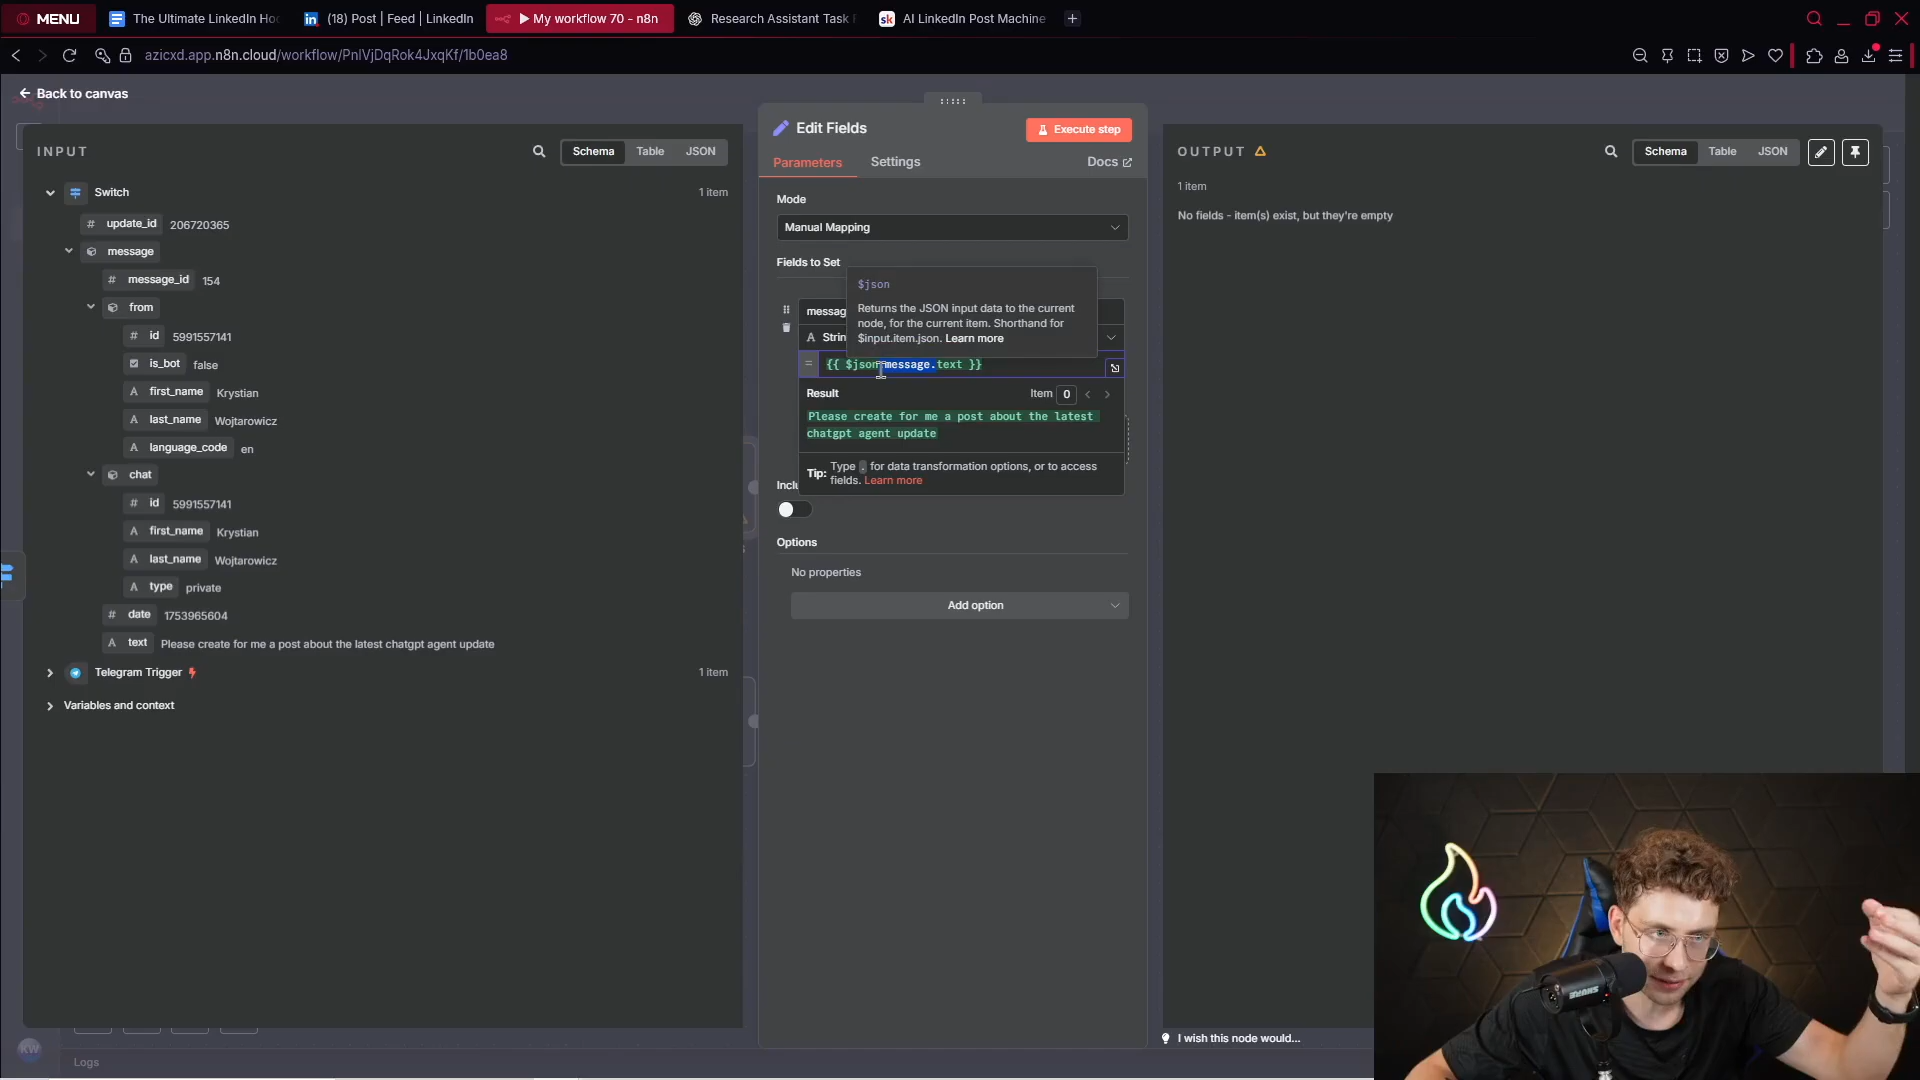 MENU
The Ultimate LinkedIn Hoo
(18) Post | Feed | LinkedIn
My workflow 70 - n8n
Research Assistant Task F
AI LinkedIn Post Machine
azicxd.app.n8n.cloud/workflow/PnlVjDqRok4JxqKf/1b0ea8
Back to canvas
INPUT
Schema
Table
JSON
Switch
1 item
# update_id 206720365
message
# message_id 154
from
# id 5991557141
is_bot false
A first_name Krystian
A last_name Wojtarowicz
A language_code en
chat
# id 5991557141
A first_name Krystian
A last_name Wojtarowicz
A type private
# date 1753965604
A text Please create for me a post about the latest chatgpt agent update
Telegram Trigger
1 item
Variables and context
Edit Fields
Execute step
Parameters
Settings
Docs
Mode
Manual Mapping
Fields to Set
$json
Returns the JSON input data to the current
node, for the current item. Shorthand for
$input.item.json. Learn more
messag
A Strin
= {{ $json.message.text }}
Result
Item 0
Please create for me a post about the latest
chatgpt agent update
Tip: Type . for data transformation options, or to access
fields. Learn more
Inclu
Options
No properties
Add option
OUTPUT
Schema
Table
JSON
1 item
No fields - item(s) exist, but they're empty
I wish this node would...
KW
Logs
SHURE